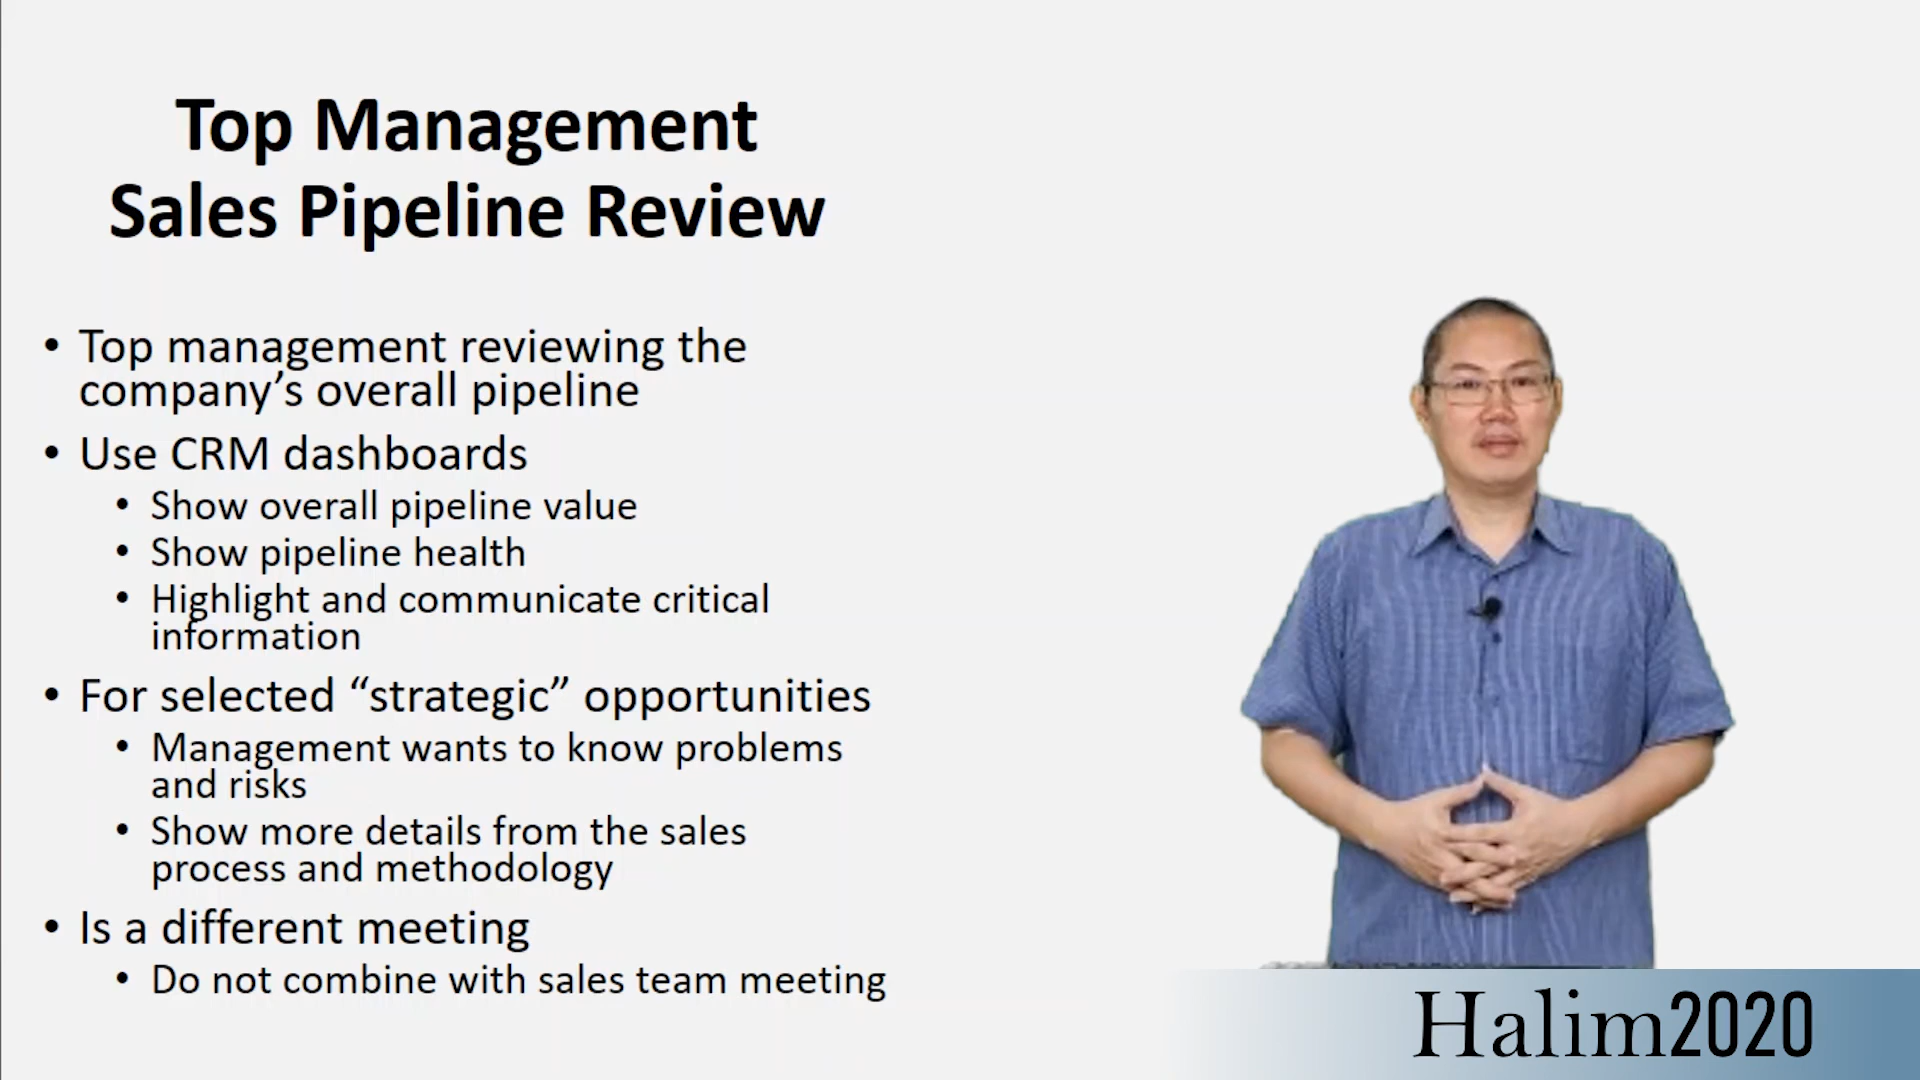 Top Management
Sales Pipeline Review
• Top management reviewing the
company’s overall pipeline
• Use CRM dashboards
• Show overall pipeline value
• Show pipeline health
• Highlight and communicate critical
information
• For selected “strategic” opportunities
• Management wants to know problems
and risks
• Show more details from the sales
process and methodology
• Is a different meeting
• Do not combine with sales team meeting
Halim2020